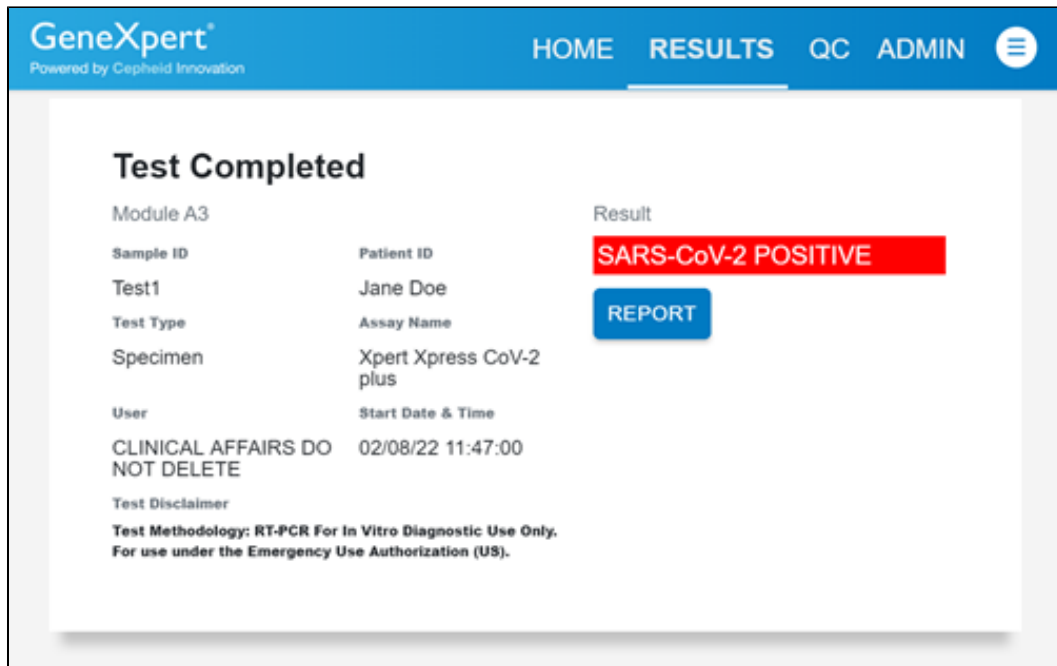 GeneXpert®
Powered by Cepheid Innovation
HOME RESULTS QC ADMIN
Test Completed
Module A3
Sample ID Patient ID
Test1 Jane Doe
Test Type Assay Name
Specimen Xpert Xpress CoV-2
plus
User Start Date & Time
CLINICAL AFFAIRS DO 02/08/22 11:47:00
NOT DELETE
Test Disclaimer
Test Methodology: RT-PCR For In Vitro Diagnostic Use Only.
For use under the Emergency Use Authorization (US).
Result
SARS-CoV-2 POSITIVE
REPORT